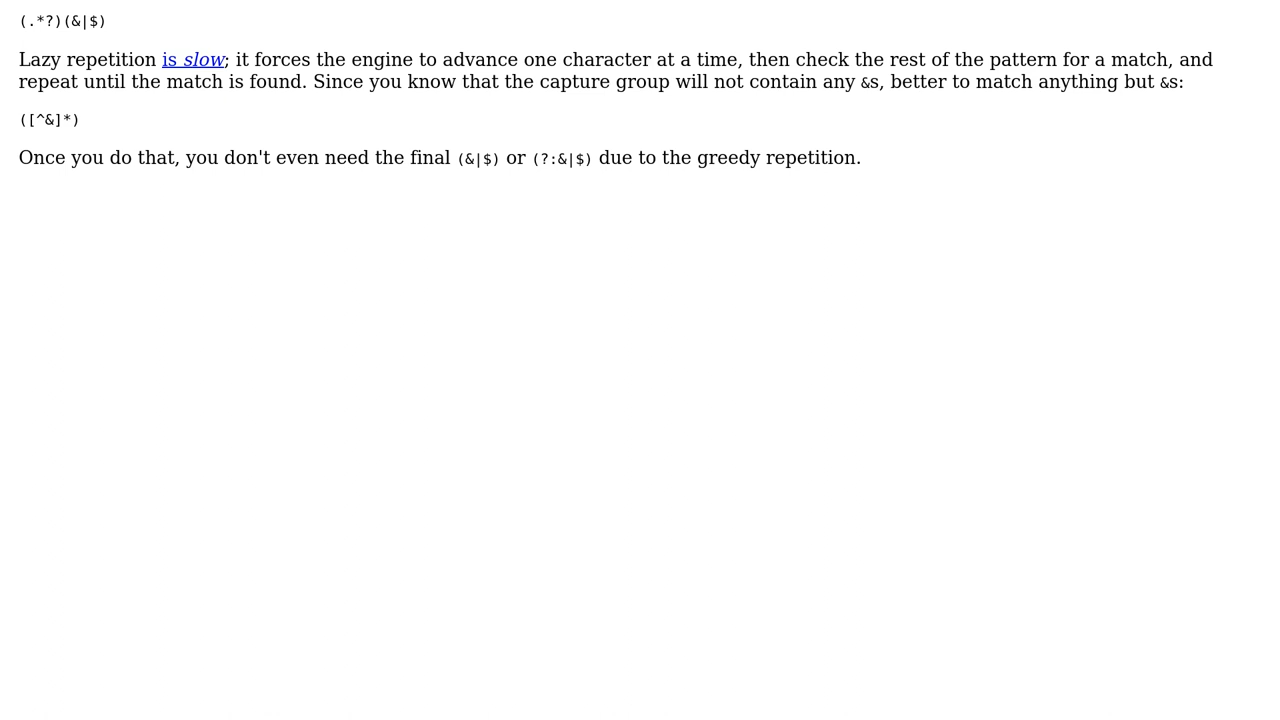 (.*?)(&|$)
Lazy repetition is slow; it forces the engine to advance one character at a time, then check the rest of the pattern for a match, and
repeat until the match is found. Since you know that the capture group will not contain any &s, better to match anything but &s:
([^&]*)
Once you do that, you don't even need the final (&|$) or (?:&|$) due to the greedy repetition.